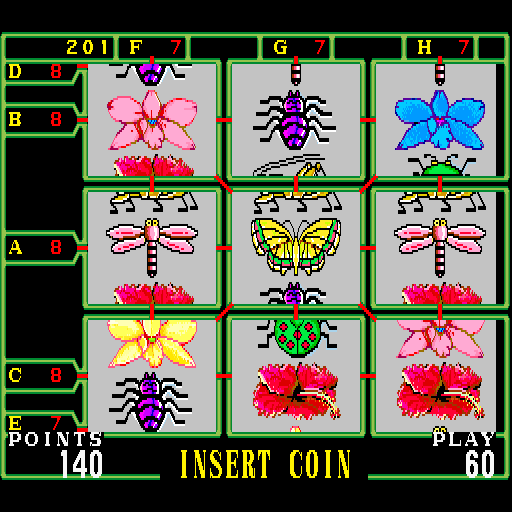 201 F 7 G 7 H 7
D 8
B 8
A 8
C 8
E 7
POINTS PLAY
140 INSERT COIN 60